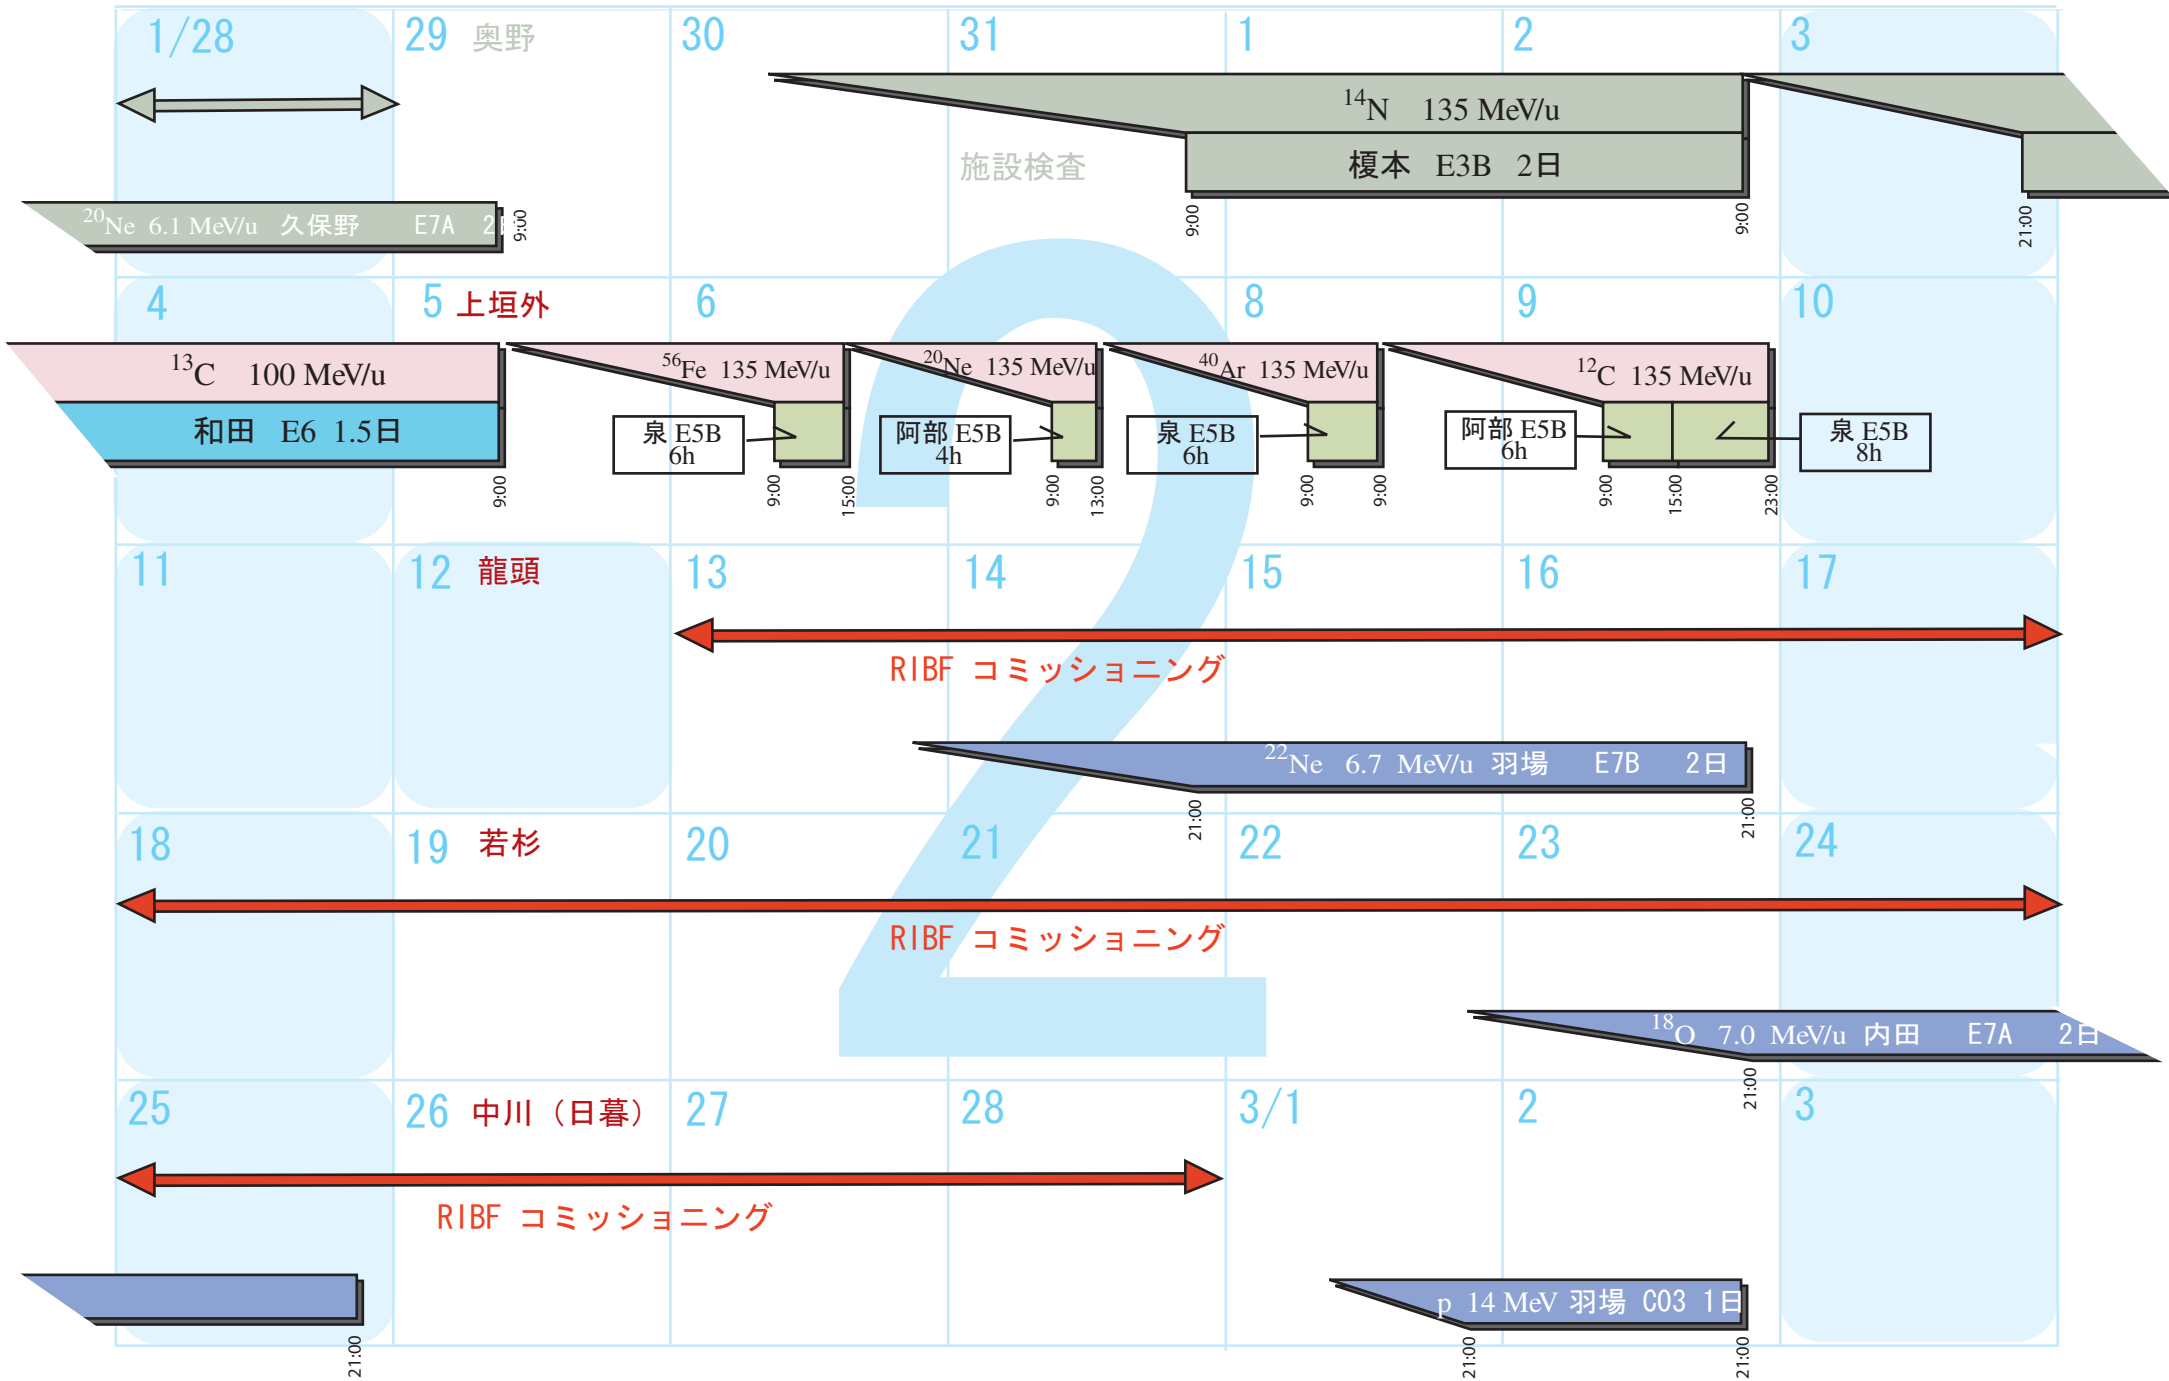 1/28 29 奥野 30 31 1 2 3
14N 135 MeV/u
榎本 E3B 2日
施設検査
20Ne 6.1 MeV/u 久保野 E7A 2日
9:00
9:00
9:00
21:00
4 5 上垣外 6 8 9 10
13C 100 MeV/u
和田 E6 1.5日
9:00
56Fe 135 MeV/u
泉 E5B
6h
9:00
15:00
20Ne 135 MeV/u
阿部 E5B
4h
9:00
13:00
40Ar 135 MeV/u
泉 E5B
6h
9:00
9:00
12C 135 MeV/u
阿部 E5B
6h
泉 E5B
8h
9:00
15:00
23:00
2
11 12 龍頭 13 14 15 16 17
RIBF コミッショニング
22Ne 6.7 MeV/u 羽場 E7B 2日
21:00
21:00
18 19 若杉 20 21 22 23 24
RIBF コミッショニング
18O 7.0 MeV/u 内田 E7A 2日
21:00
25 26 中川（日暮） 27 28 3/1 2 3
RIBF コミッショニング
21:00
p 14 MeV 羽場 C03 1日
21:00
21:00